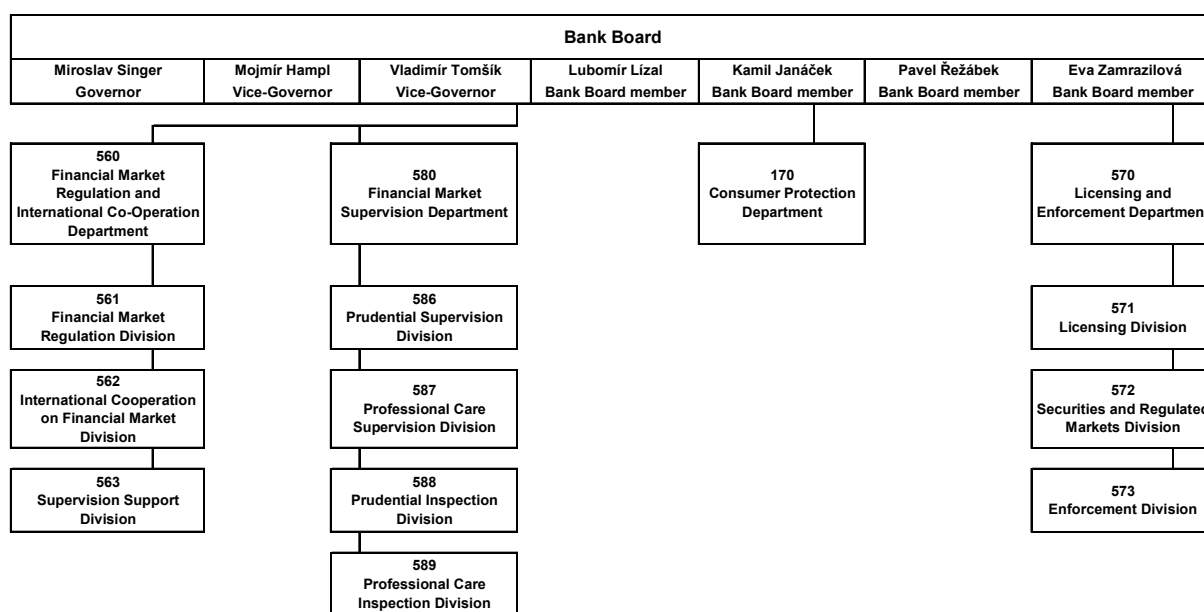 Bank Board
Miroslav Singer
Governor
Mojmír Hampl
Vice-Governor
Vladimír Tomšík
Vice-Governor
Lubomír Lízal
Bank Board member
Kamil Janáček
Bank Board member
Pavel Řežábek
Bank Board member
Eva Zamrazilová
Bank Board member
560
Financial Market
Regulation and
International Co-Operation
Department
580
Financial Market
Supervision Department
170
Consumer Protection
Department
570
Licensing and
Enforcement Departmen
561
Financial Market
Regulation Division
586
Prudential Supervision
Division
571
Licensing Division
562
International Cooperation
on Financial Market
Division
587
Professional Care
Supervision Division
572
Securities and Regulated
Markets Division
563
Supervision Support
Division
588
Prudential Inspection
Division
573
Enforcement Division
589
Professional Care
Inspection Division